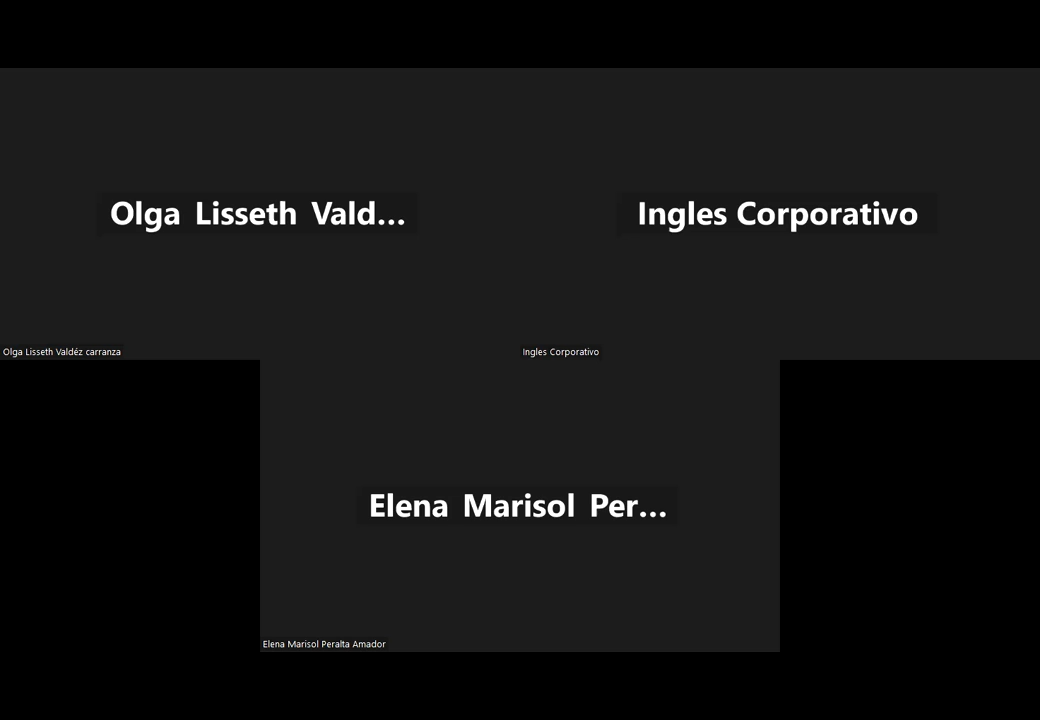 Olga Lisseth Vald...
Ingles Corporativo
Olga Lisseth Valdéz carranza
Ingles Corporativo
Elena Marisol Per...
Elena Marisol Peralta Amador